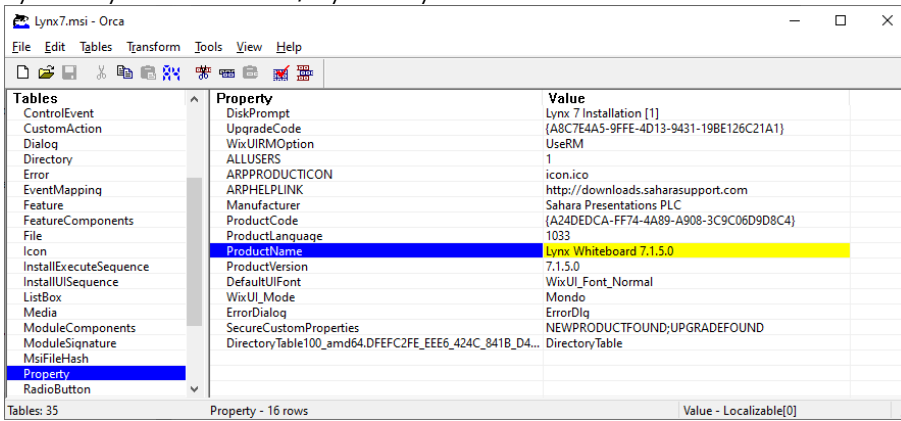 Lynx7.msi - Orca
File Edit Tables Transform Tools View Help
Tables
ControlEvent
CustomAction
Dialog
Directory
Error
EventMapping
Feature
FeatureComponents
File
Icon
InstallExecuteSequence
InstallUISequence
ListBox
Media
ModuleComponents
ModuleSignature
MsiFileHash
Property
RadioButton
Property Value
DiskPrompt Lynx 7 Installation [1]
UpgradeCode {A8C7E4A5-9FFE-4D13-9431-19BE126C21A1}
WixUIRMOption UseRM
ALLUSERS 1
ARPPRODUCTICON icon.ico
ARPHELPLINK http://downloads.saharasupport.com
Manufacturer Sahara Presentations PLC
ProductCode {A24DEDCA-FF74-4A89-A908-3C9C06D9D8C4}
ProductLanguage 1033
ProductName Lynx Whiteboard 7.1.5.0
ProductVersion 7.1.5.0
DefaultUIFont WixUI_Font_Normal
WixUI_Mode Mondo
ErrorDialog ErrorDlg
SecureCustomProperties NEWPRODUCTFOUND;UPGRADEFOUND
DirectoryTable100_amd64.DFEFC2FE_EEE6_424C_841B_D4... DirectoryTable
Tables: 35 Property - 16 rows Value - Localizable[0]